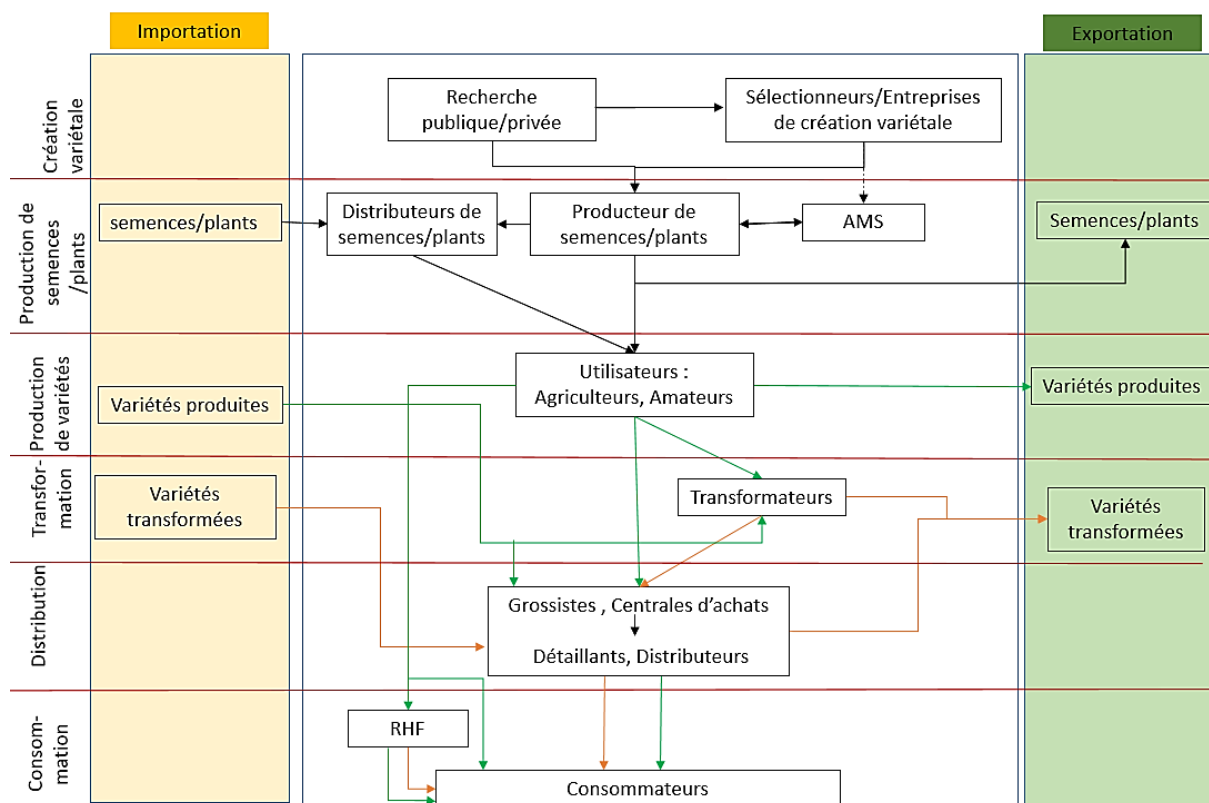 Importation
Exportation
Création
variétale
Recherche
publique/privée
Sélectionneurs/Entreprises
de création variétale
Production de
semences
/plants
semences/plants
Distributeurs de
semences/plants
Producteur de
semences/plants
AMS
Semences/plants
Production
de variétés
Variétés produites
Utilisateurs :
Agriculteurs, Amateurs
Variétés produites
Transfor-
mation
Variétés
transformées
Transformateurs
Variétés
transformées
Distribution
Grossistes , Centrales d’achats
Détaillants, Distributeurs
Consom-
mation
RHF
Consommateurs